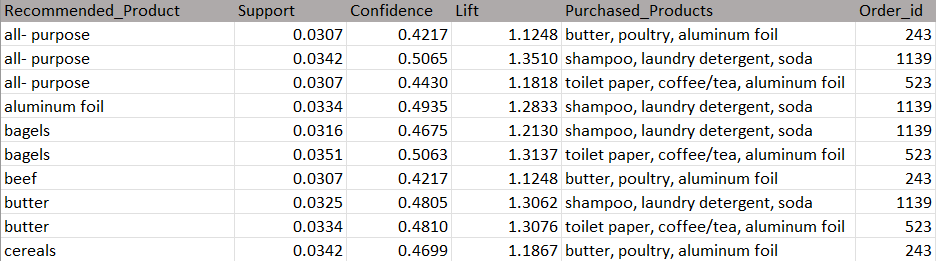 Recommended_Product Support Confidence Lift Purchased_Products Order_id
all- purpose 0.0307 0.4217 1.1248 butter, poultry, aluminum foil 243
all- purpose 0.0342 0.5065 1.3510 shampoo, laundry detergent, soda 1139
all- purpose 0.0307 0.4430 1.1818 toilet paper, coffee/tea, aluminum foil 523
aluminum foil 0.0334 0.4935 1.2833 shampoo, laundry detergent, soda 1139
bagels 0.0316 0.4675 1.2130 shampoo, laundry detergent, soda 1139
bagels 0.0351 0.5063 1.3137 toilet paper, coffee/tea, aluminum foil 523
beef 0.0307 0.4217 1.1248 butter, poultry, aluminum foil 243
butter 0.0325 0.4805 1.3062 shampoo, laundry detergent, soda 1139
butter 0.0334 0.4810 1.3076 toilet paper, coffee/tea, aluminum foil 523
cereals 0.0342 0.4699 1.1867 butter, poultry, aluminum foil 243